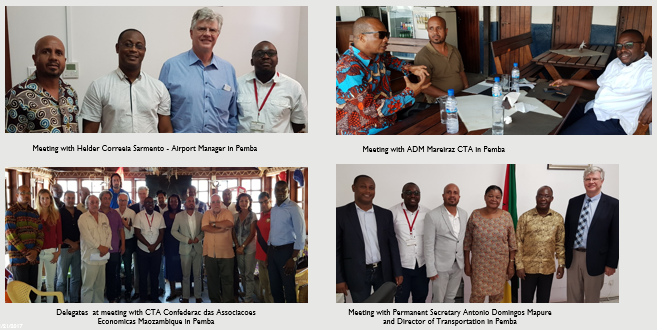 Meeting with Helder Correeia Sarmento - Airport Manager in Pemba
Meeting with ADM Mareiraz CTA in Pemba
Delegates at meeting with CTA Confederac das Associacoes
Economicas Maozambique in Pemba
Meeting with Permanent Secretary Antonio Domingos Mapure
and Director of Transportation in Pemba